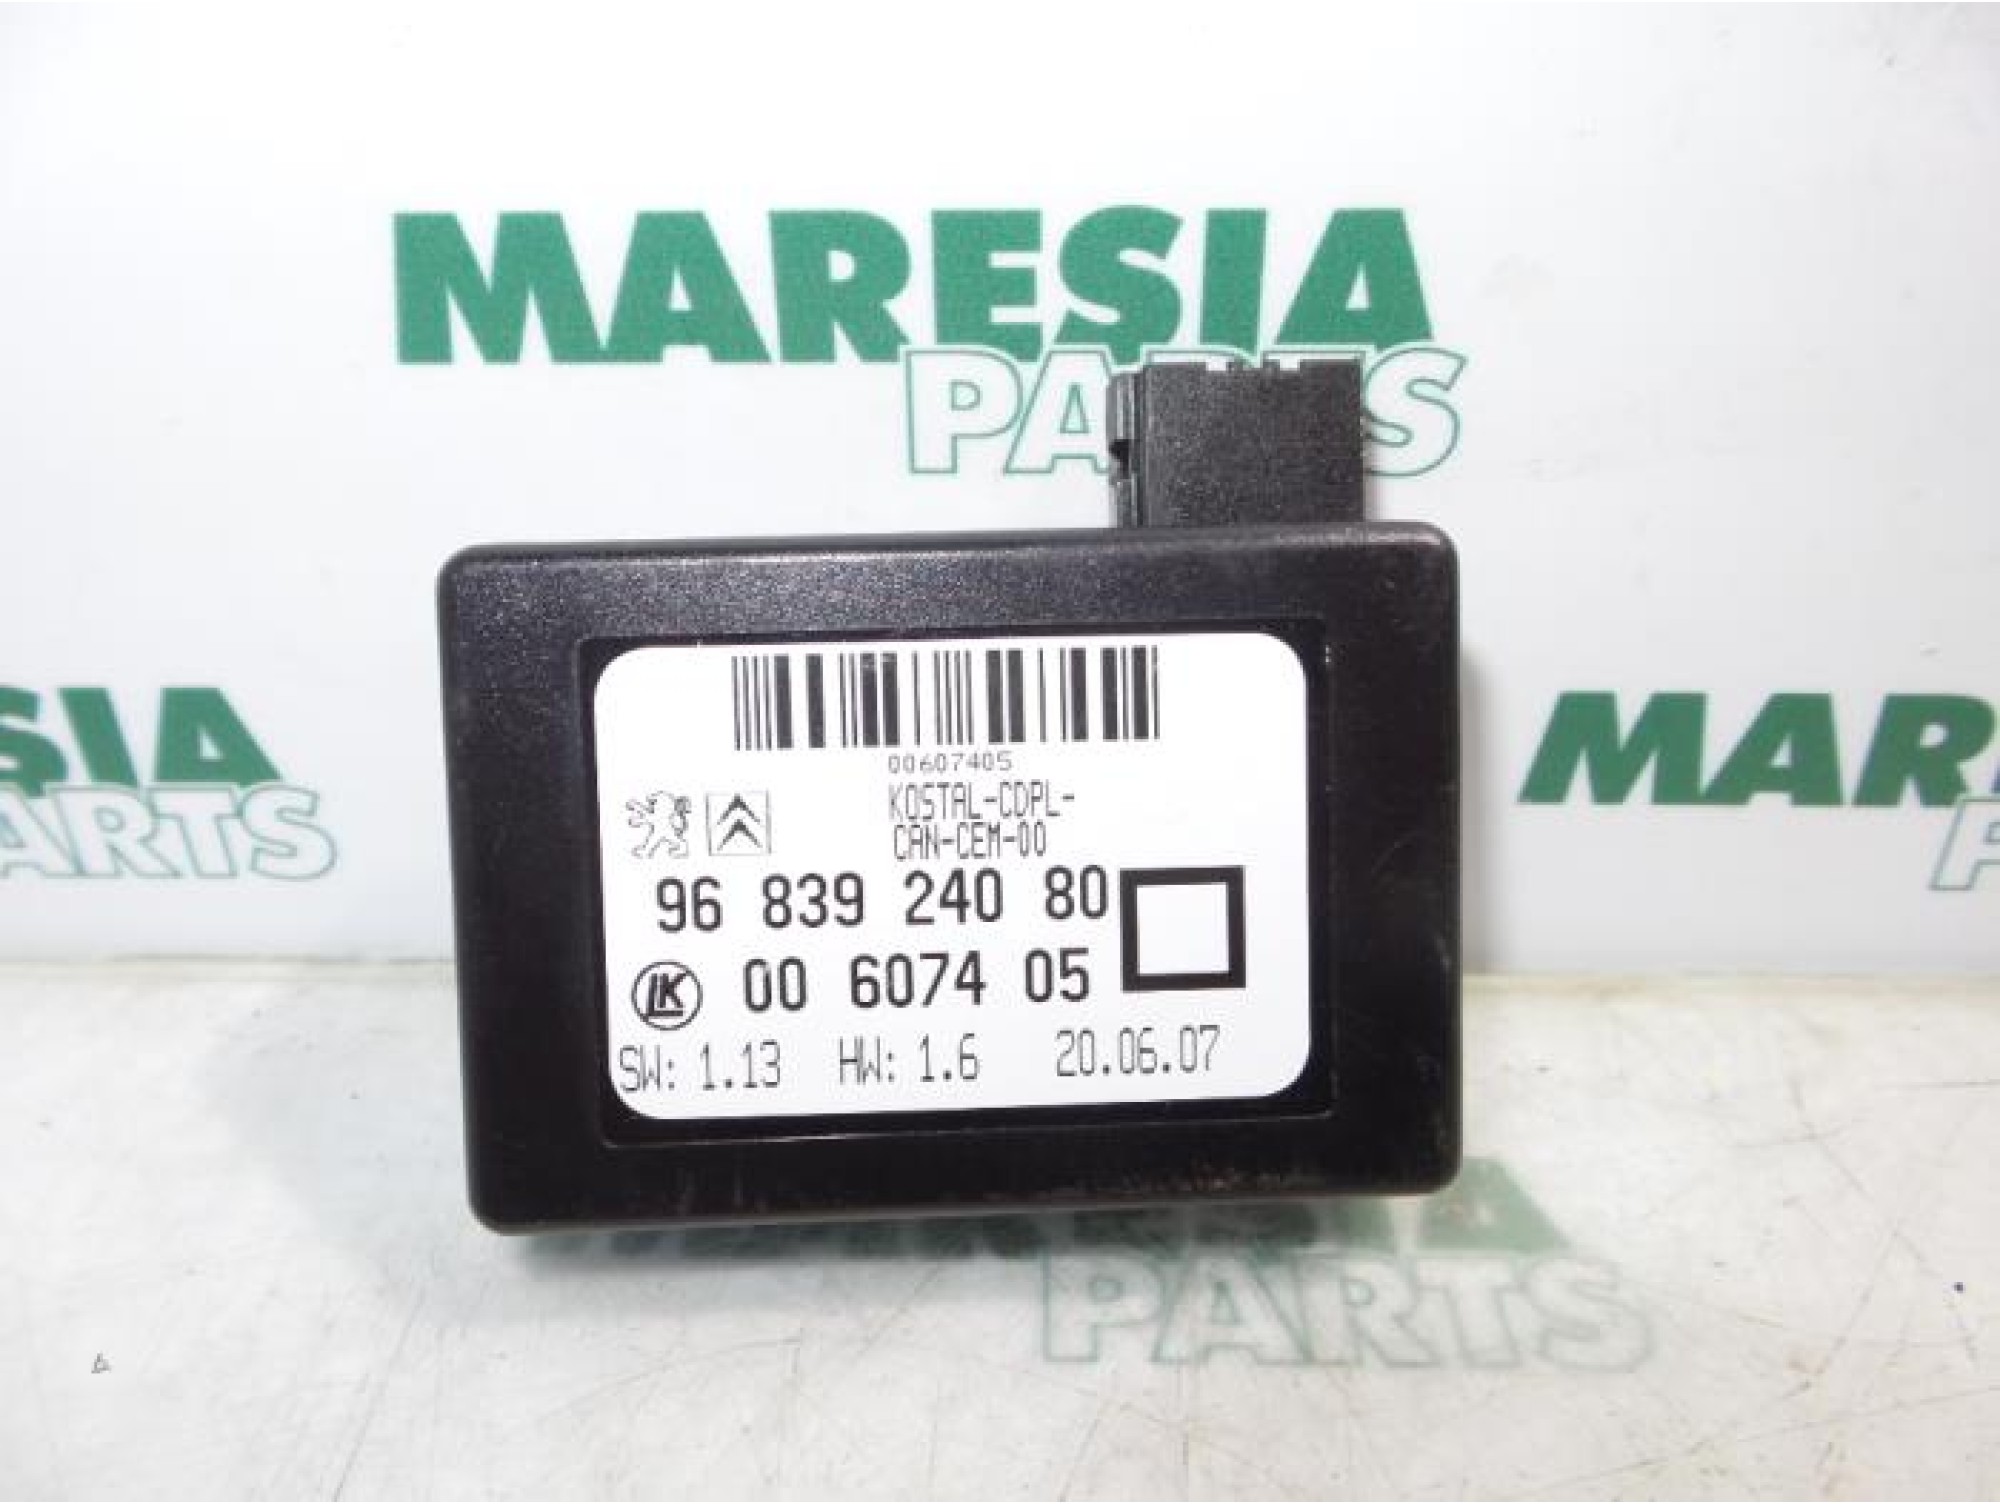 MARESIA
PARTS
SIA
ARTS
MAR
P
00607405
KOSTAL-CDPL-
CAN-CEM-00
96 839 240 80
LK 00 6074 05
SW: 1.13 HW: 1.6 20.06.07
PARTS